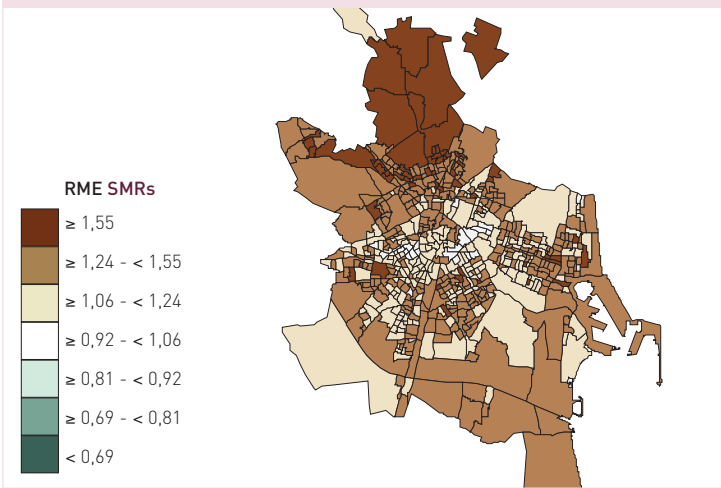 RME SMRs
≥ 1,55
≥ 1,24 - < 1,55
≥ 1,06 - < 1,24
≥ 0,92 - < 1,06
≥ 0,81 - < 0,92
≥ 0,69 - < 0,81
< 0,69